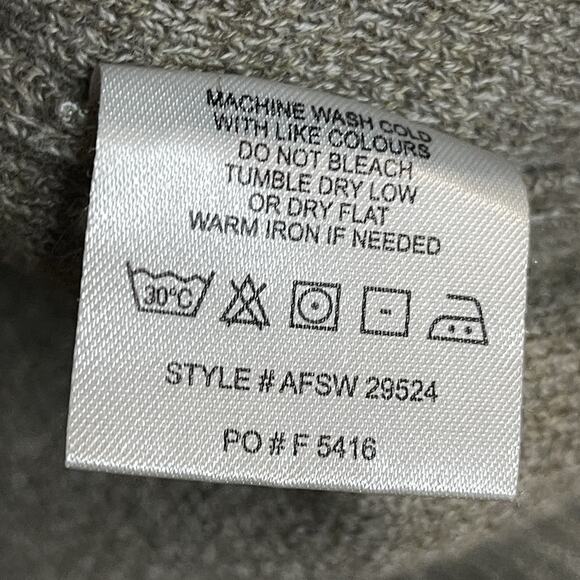 MACHINE WASH COLD
WITH LIKE COLOURS
DO NOT BLEACH
TUMBLE DRY LOW
OR DRY FLAT
WARM IRON IF NEEDED
30°C
STYLE # AFSW 29524
PO # F 5416